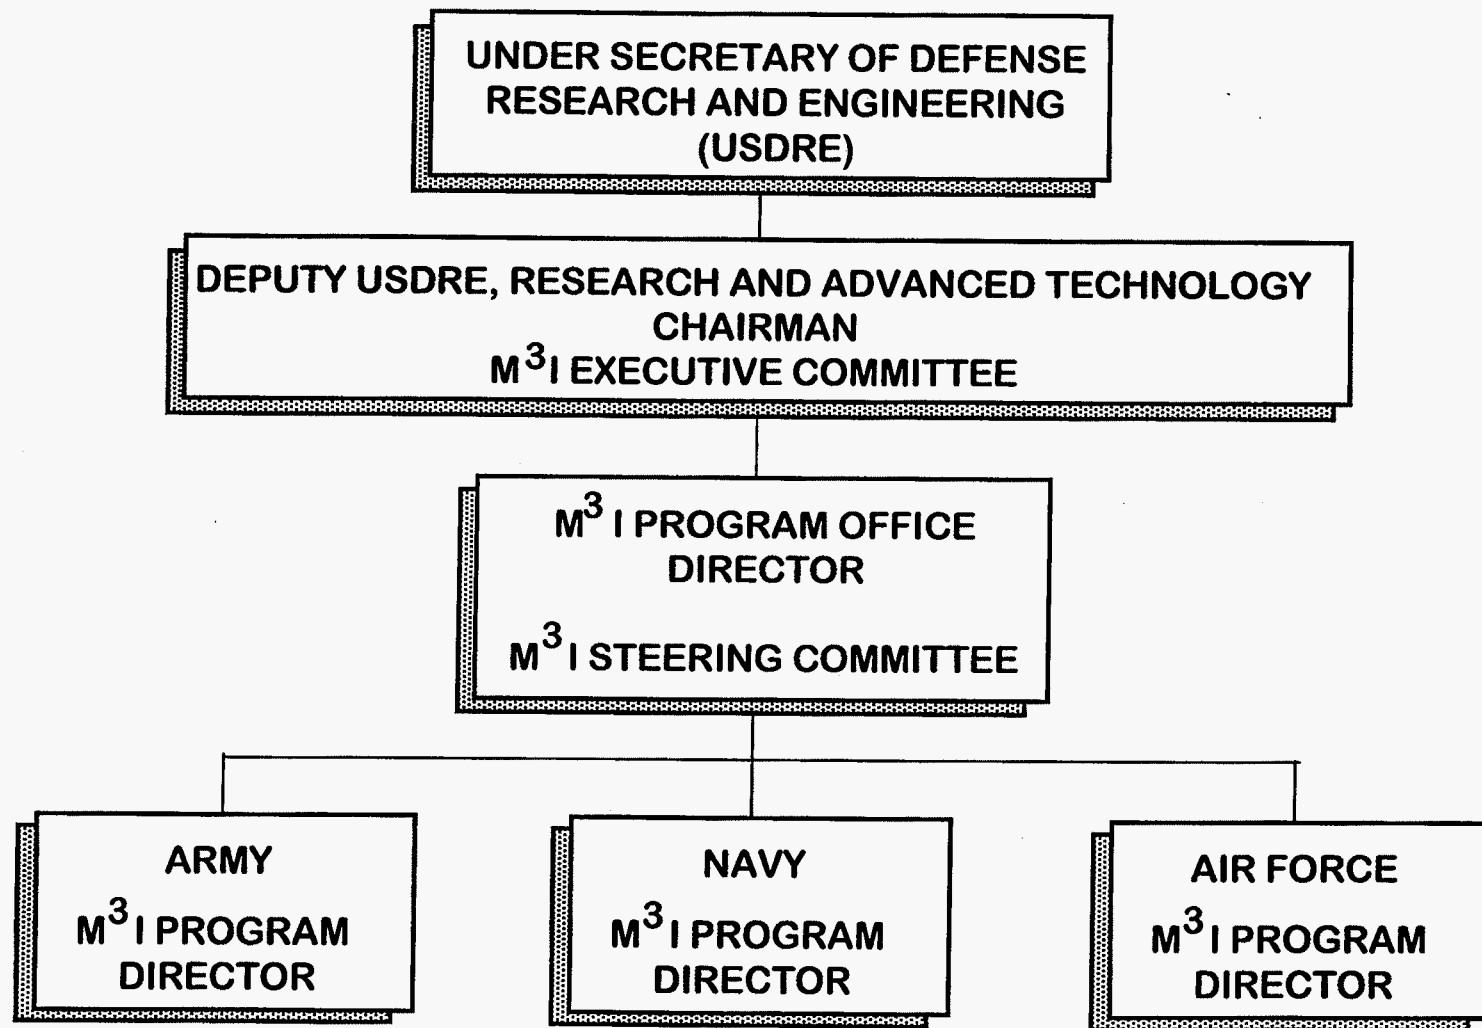 UNDER SECRETARY OF DEFENSE
RESEARCH AND ENGINEERING
(USDRE)
DEPUTY USDRE, RESEARCH AND ADVANCED TECHNOLOGY
CHAIRMAN
M³I EXECUTIVE COMMITTEE
M³I PROGRAM OFFICE
DIRECTOR
M³I STEERING COMMITTEE
ARMY
M³I PROGRAM
DIRECTOR
NAVY
M³I PROGRAM
DIRECTOR
AIR FORCE
M³I PROGRAM
DIRECTOR